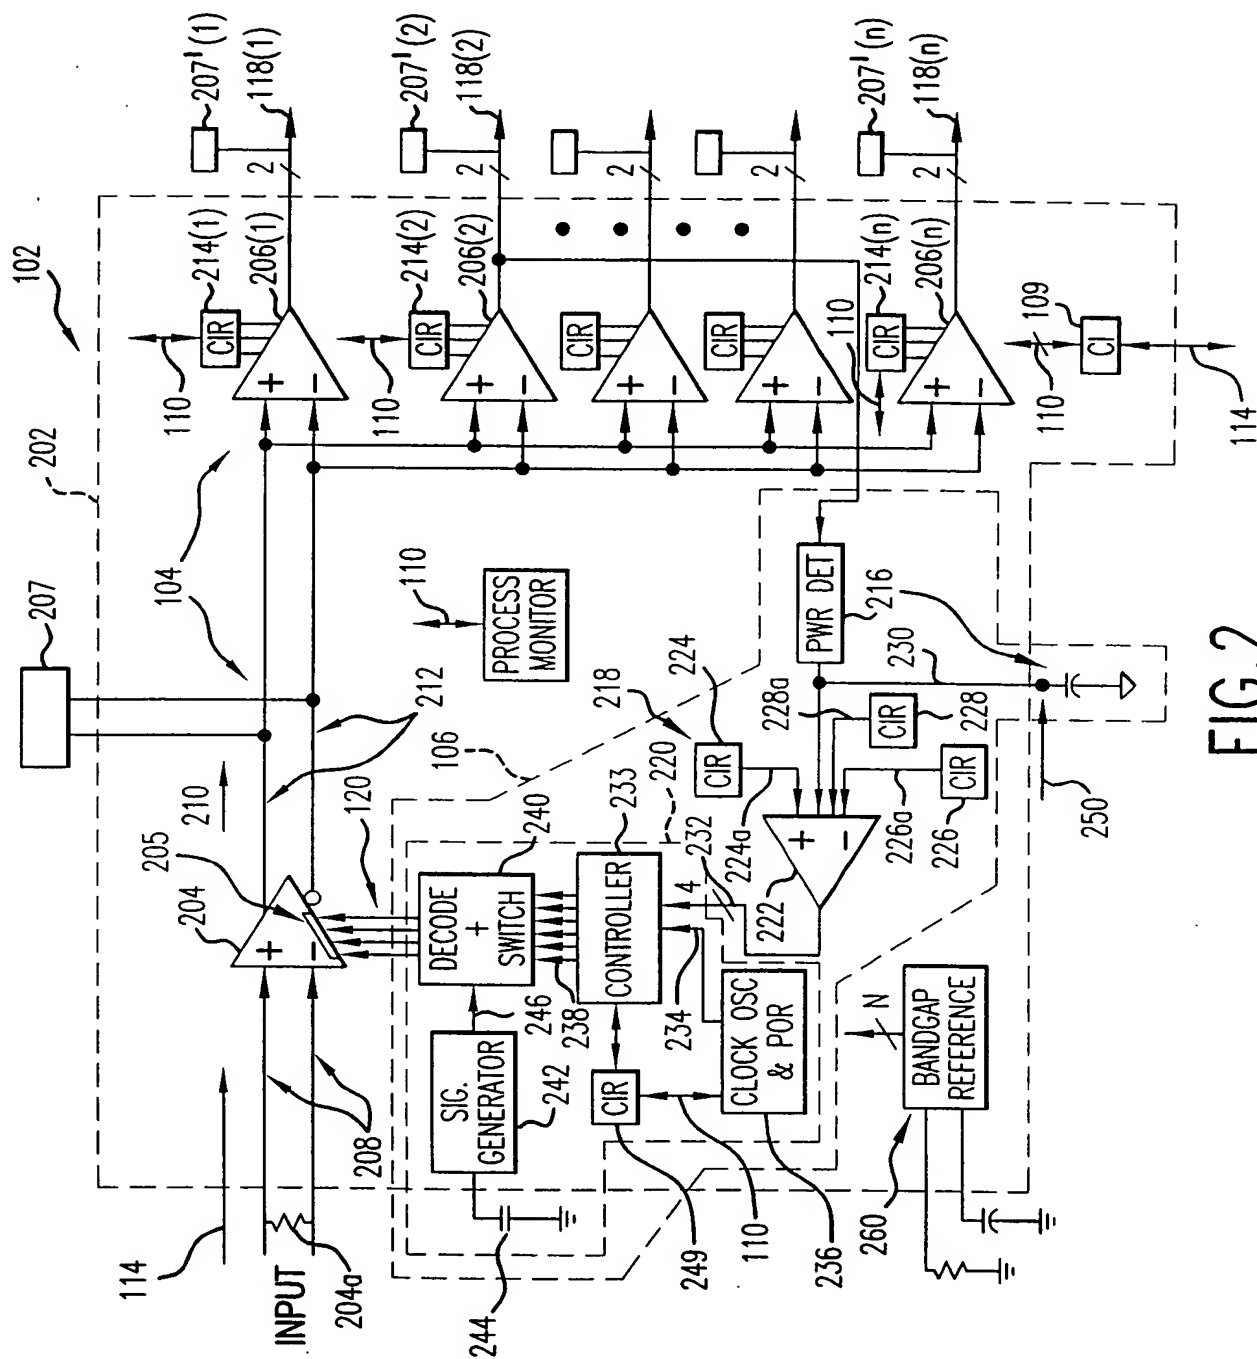 102
202
207
104
104
210
212
205
204
+
−
114
INPUT
204a
208
120
110
CIR
214(1)
206(1)
+
−
207'(1)
118(1)
2
110
CIR
214(2)
206(2)
+
−
207'(2)
118(2)
2
CIR
+
−
2
CIR
+
−
2
110
CIR
214(n)
206(n)
+
−
207'(n)
118(n)
2
110
109
CI
114
110
PROCESS
MONITOR
PWR DET
216
230
250
106
218
224
CIR
224a
228a
CIR
228
226a
CIR
226
+
−
222
220
232
4
233
CONTROLLER
234
240
DECODE
+
SWITCH
238
246
SIG.
GENERATOR
242
244
CIR
249
110
CLOCK OSC
& POR
236
N
BANDGAP
REFERENCE
260
FIG.2